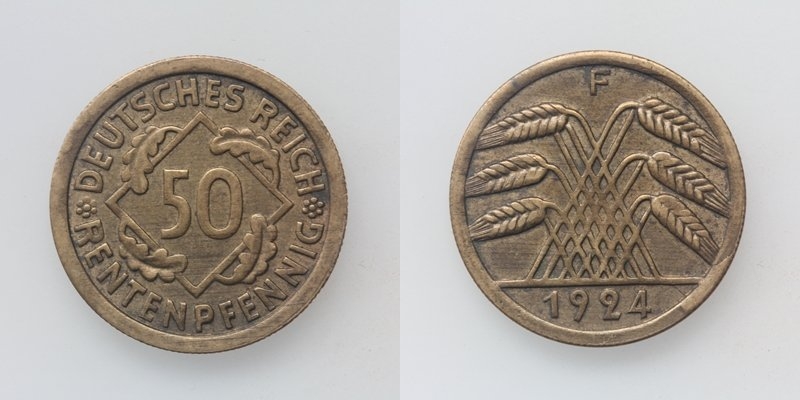 DEUTSCHES REICH
50
RENTENPFENNIG
F
1924